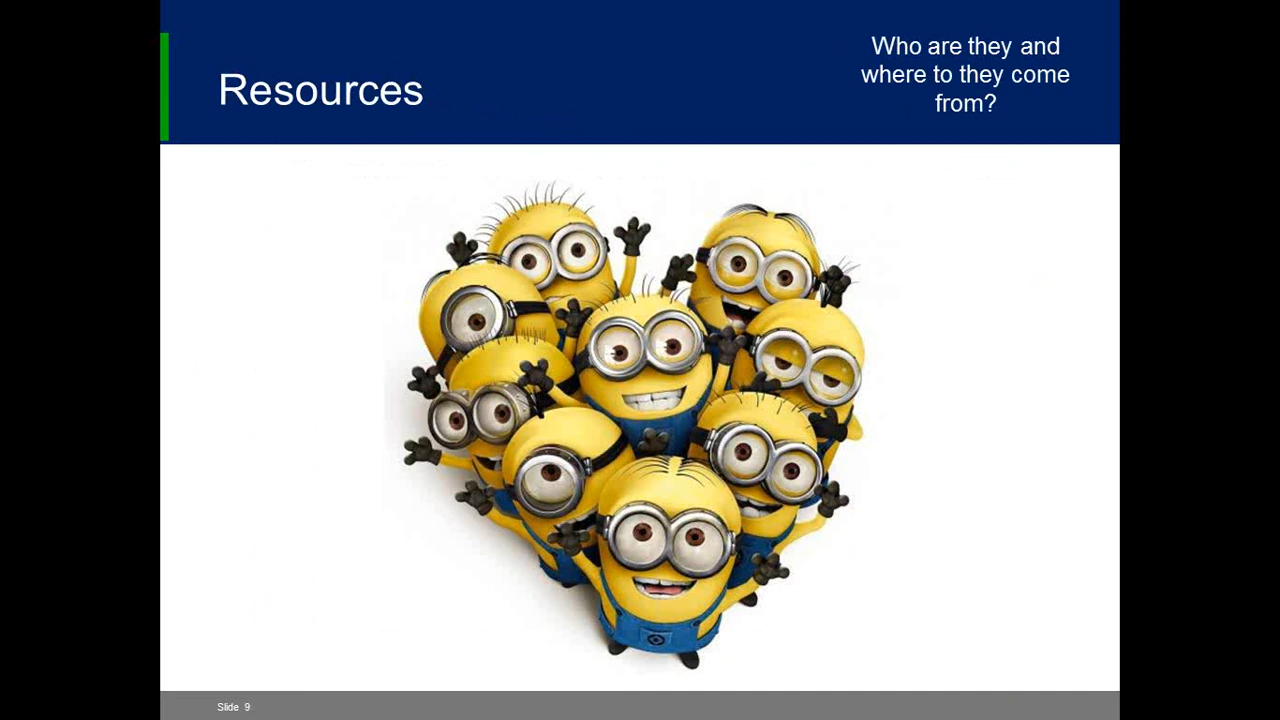 Resources
Who are they and
where to they come
from?
Slide 9